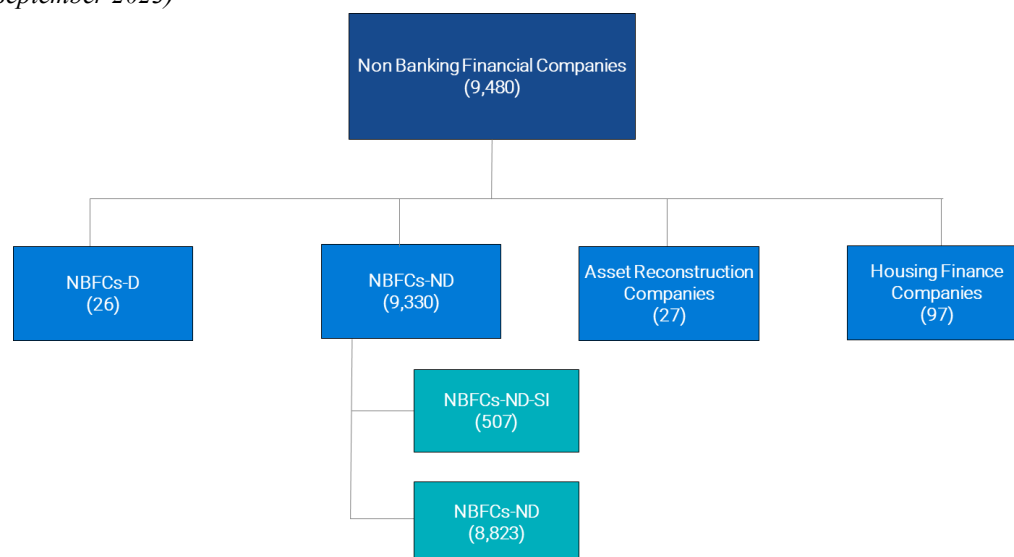 September 2023)
Non Banking Financial Companies
(9,480)
NBFCs-D
(26)
NBFCs-ND
(9,330)
Asset Reconstruction
Companies
(27)
Housing Finance
Companies
(97)
NBFCs-ND-SI
(507)
NBFCs-ND
(8,823)